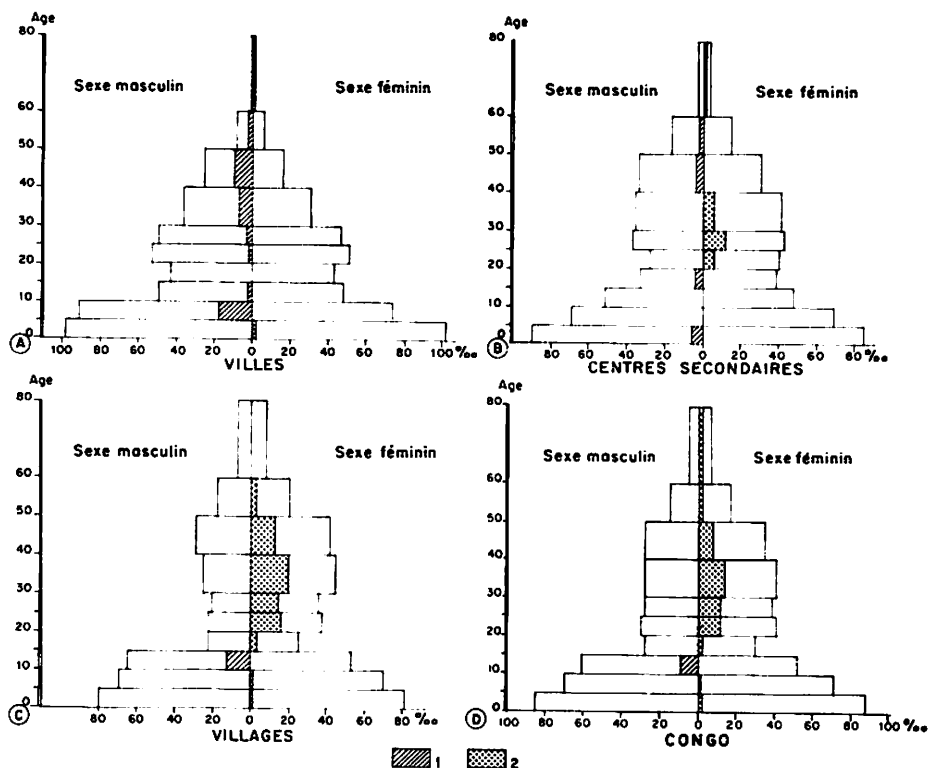 Age
80
Sexe masculin
Sexe féminin
60
50
40
30
20
10
0
A
100 80 60 40 20 0 20 40 60 80 100 ‰
VILLES
Age
80
Sexe masculin
Sexe féminin
60
50
40
30
20
10
0
B
80 60 40 20 0 20 40 60 80 ‰
CENTRES SECONDAIRES
Age
80
Sexe masculin
Sexe féminin
60
50
40
30
20
10
0
C
80 60 40 20 0 20 40 60 80 ‰
VILLAGES
Age
80
Sexe masculin
Sexe féminin
60
50
40
30
20
10
0
D
100 80 60 40 20 0 20 40 60 80 100 ‰
CONGO
1
2